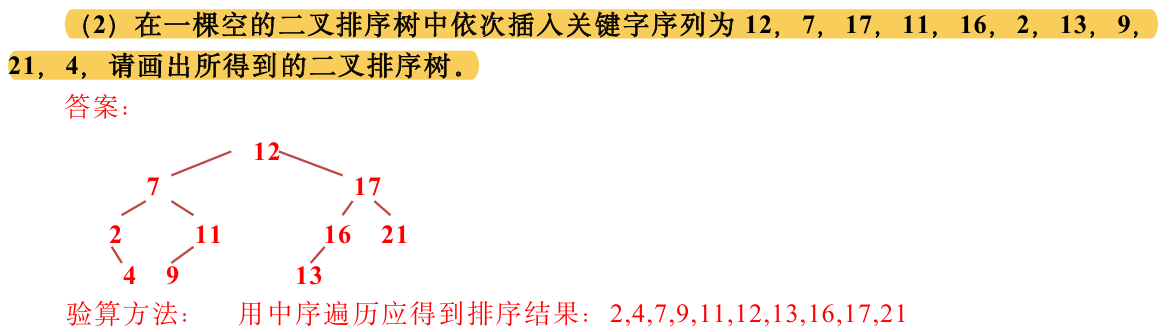 （2）在一棵空的二叉排序树中依次插入关键字序列为 12，7，17，11，16，2，13，9，
21，4，请画出所得到的二叉排序树。
答案：
12
7 17
2 11 16 21
4 9 13
验算方法： 用中序遍历应得到排序结果：2,4,7,9,11,12,13,16,17,21